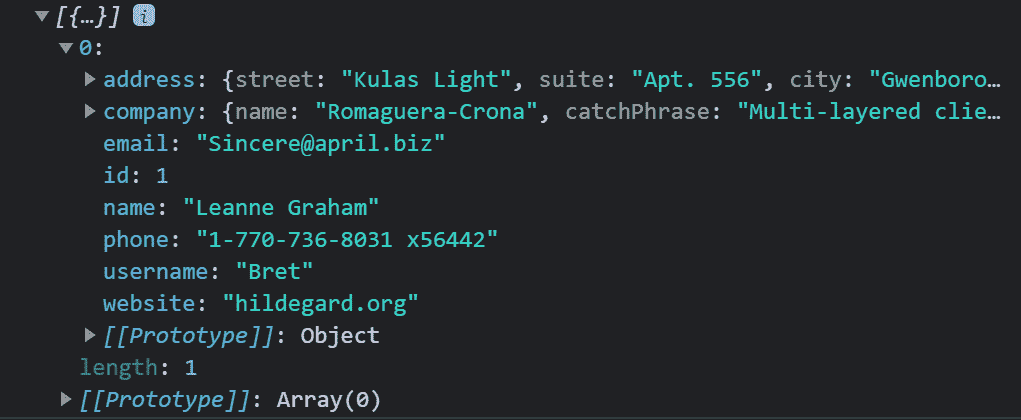 [{…}] i
0:
address: {street: "Kulas Light", suite: "Apt. 556", city: "Gwenboro…
company: {name: "Romaguera-Crona", catchPhrase: "Multi-layered clie…
email: "Sincere@april.biz"
id: 1
name: "Leanne Graham"
phone: "1-770-736-8031 x56442"
username: "Bret"
website: "hildegard.org"
[[Prototype]]: Object
length: 1
[[Prototype]]: Array(0)